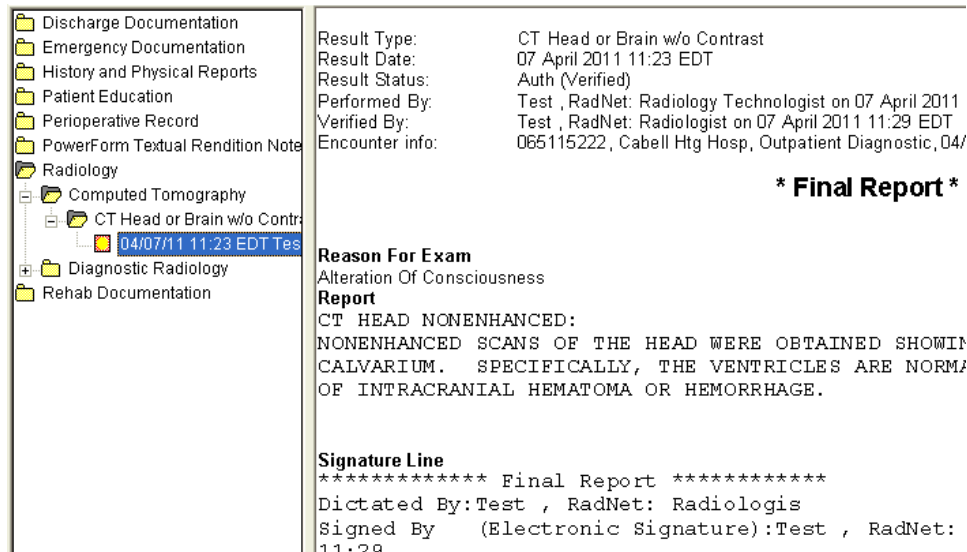 Discharge Documentation
Emergency Documentation
History and Physical Reports
Patient Education
Perioperative Record
PowerForm Textual Rendition Note
Radiology
Computed Tomography
CT Head or Brain w/o Contr
04/07/11 11:23 EDT Tes
Diagnostic Radiology
Rehab Documentation
Result Type: CT Head or Brain w/o Contrast
Result Date: 07 April 2011 11:23 EDT
Result Status: Auth (Verified)
Performed By: Test , RadNet: Radiology Technologist on 07 April 2011
Verified By: Test , RadNet: Radiologist on 07 April 2011 11:29 EDT
Encounter info: 065115222, Cabell Htg Hosp, Outpatient Diagnostic, 04/
* Final Report *
Reason For Exam
Alteration Of Consciousness
Report
CT HEAD NONENHANCED:
NONENHANCED SCANS OF THE HEAD WERE OBTAINED SHOWIN
CALVARIUM. SPECIFICALLY, THE VENTRICLES ARE NORMA
OF INTRACRANIAL HEMATOMA OR HEMORRHAGE.
Signature Line
************* Final Report ************
Dictated By:Test , RadNet: Radiologis
Signed By (Electronic Signature):Test , RadNet:
11:29